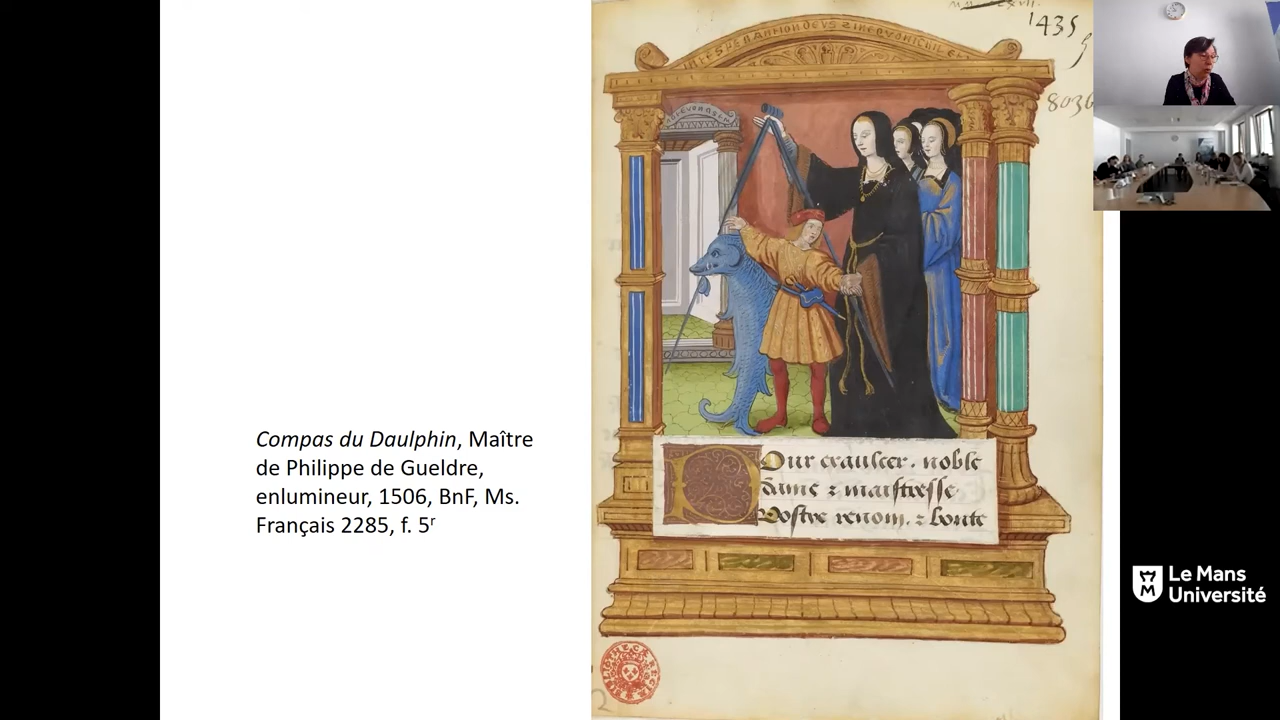 Compas du Daulphin, Maître
de Philippe de Gueldre,
enlumineur, 1506, BnF, Ms.
Français 2285, f. 5r
1435
8036
Our exaulcer. noble
dame & maistresse
Vostre renom. & bonte
Le Mans
Université